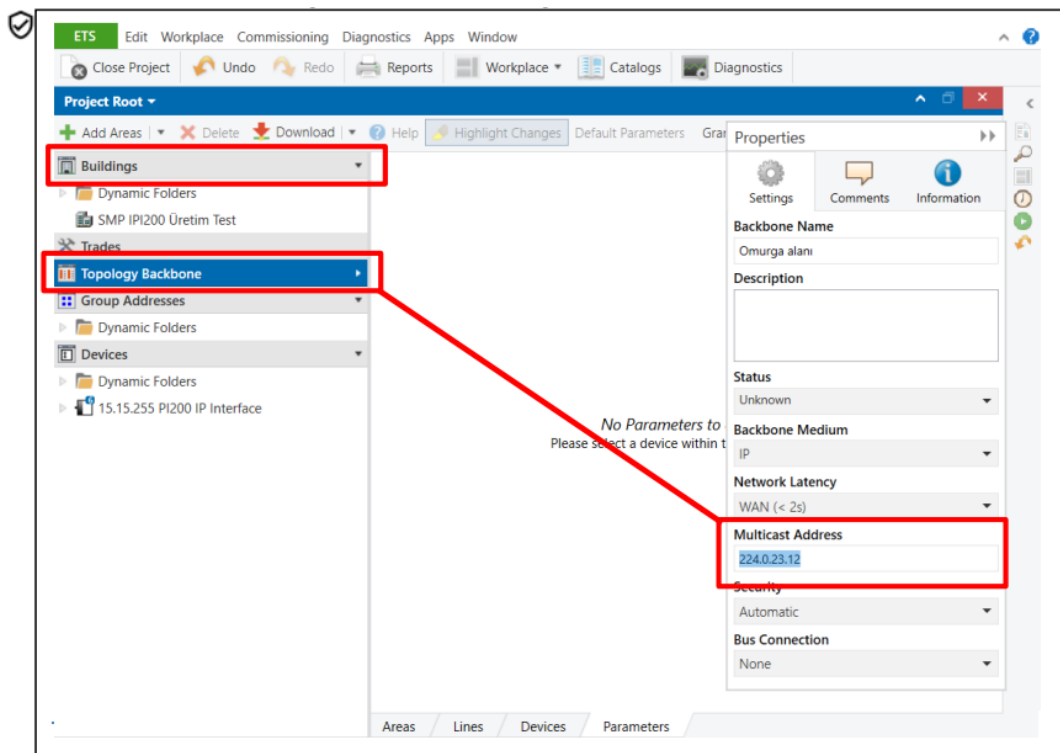 ETS Edit Workplace Commissioning Diagnostics Apps Window
Close Project Undo Redo Reports Workplace Catalogs Diagnostics
Project Root
Add Areas Delete Download Help Highlight Changes Default Parameters Gra
Buildings
Dynamic Folders
SMP IPI200 Üretim Test
Trades
Topology Backbone
Group Addresses
Dynamic Folders
Devices
Dynamic Folders
15.15.255 PI200 IP Interface
No Parameters to
Please select a device within t
Properties
Settings Comments Information
Backbone Name
Omurga alanı
Description
Status
Unknown
Backbone Medium
IP
Network Latency
WAN (< 2s)
Multicast Address
224.0.23.12
Security
Automatic
Bus Connection
None
Areas Lines Devices Parameters